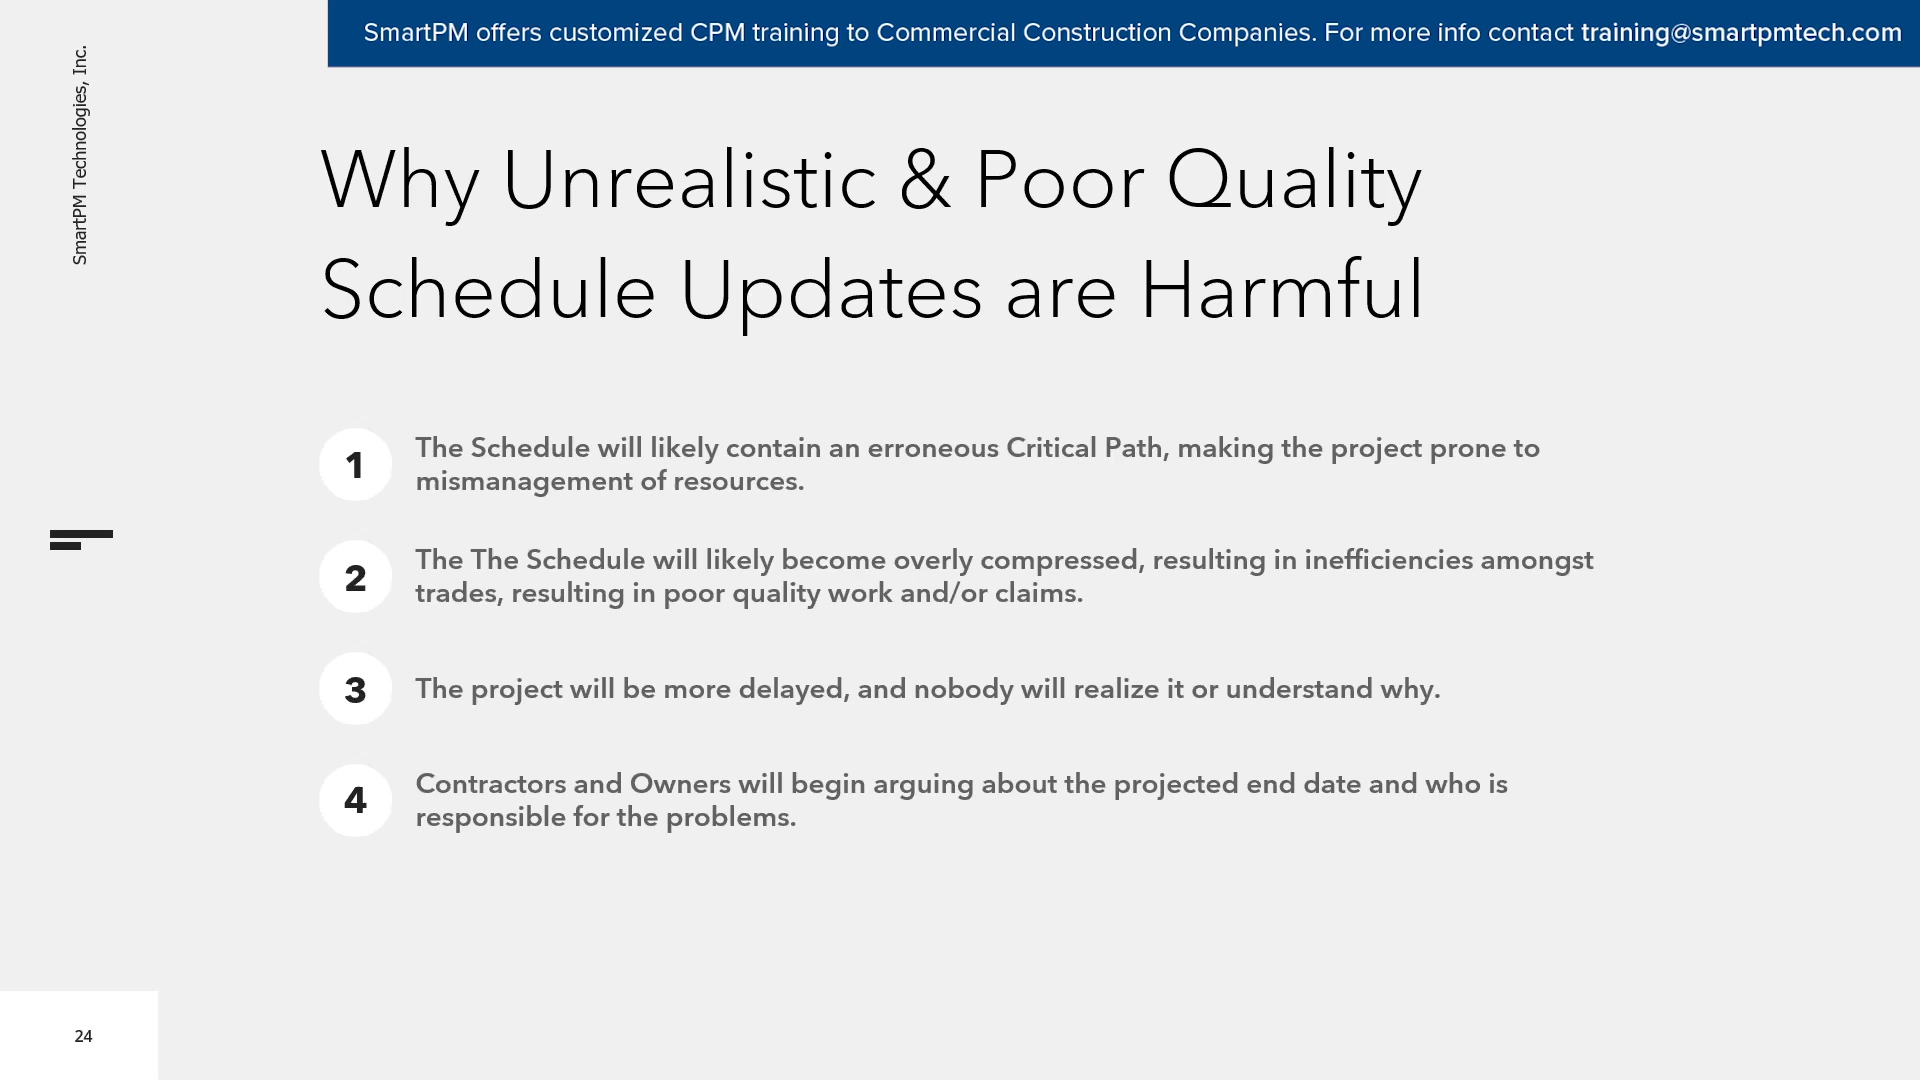 SmartPM Technologies, Inc.
SmartPM offers customized CPM training to Commercial Construction Companies. For more info contact training@smartpmtech.com
Why Unrealistic & Poor Quality
Schedule Updates are Harmful
1
The Schedule will likely contain an erroneous Critical Path, making the project prone to
mismanagement of resources.
2
The The Schedule will likely become overly compressed, resulting in inefficiencies amongst
trades, resulting in poor quality work and/or claims.
3
The project will be more delayed, and nobody will realize it or understand why.
4
Contractors and Owners will begin arguing about the projected end date and who is
responsible for the problems.
24